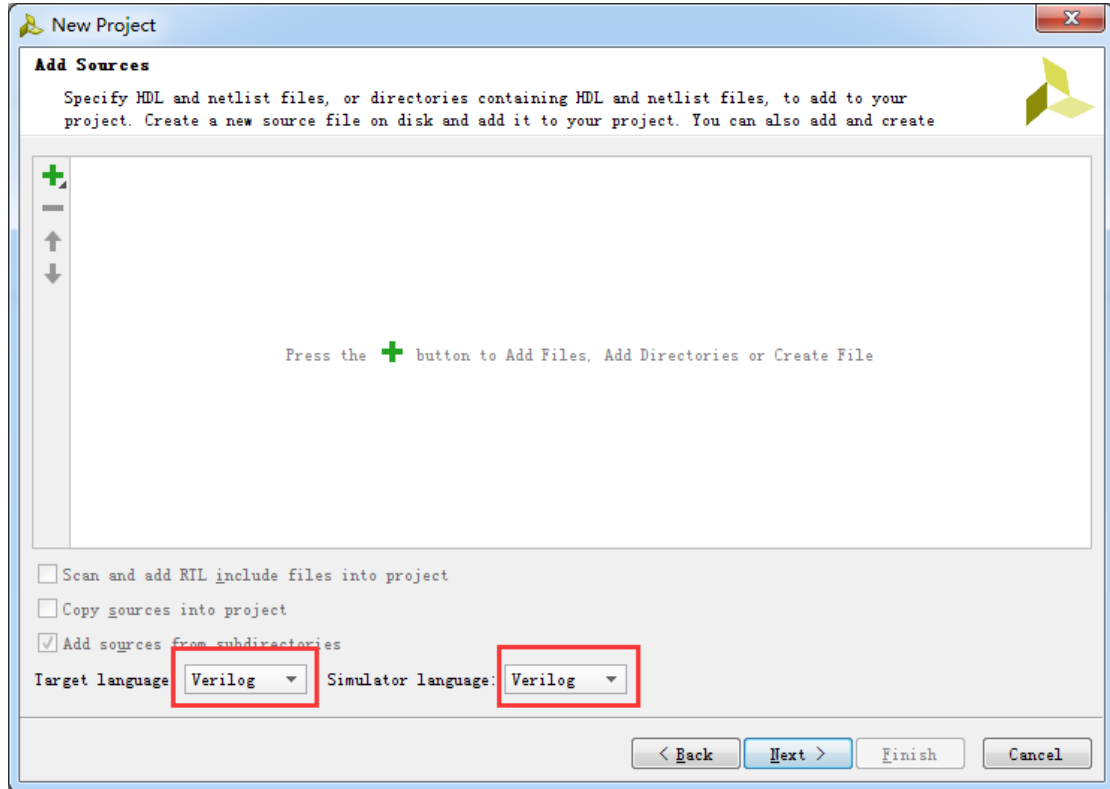 New Project
Add Sources
Specify HDL and netlist files, or directories containing HDL and netlist files, to add to your
project. Create a new source file on disk and add it to your project. You can also add and create
Press the button to Add Files, Add Directories or Create File
Scan and add RTL include files into project
Copy sources into project
Add sources from subdirectories
Target language Verilog Simulator language: Verilog
< Back Next > Finish Cancel